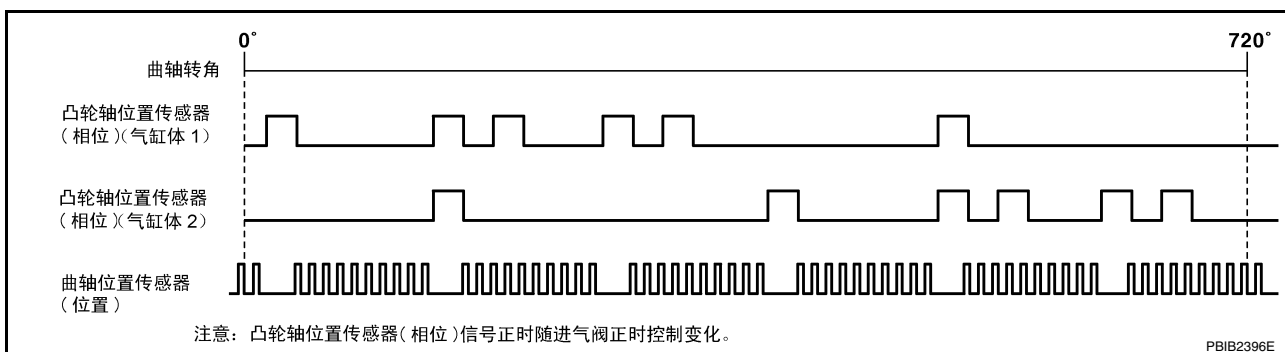 0° 720°
曲轴转角
凸轮轴位置传感器
（相位）（气缸体 1）
凸轮轴位置传感器
（相位）（气缸体 2）
曲轴位置传感器
（位置）
注意：凸轮轴位置传感器（相位）信号正时随进气阀正时控制变化。
PBIB2396E